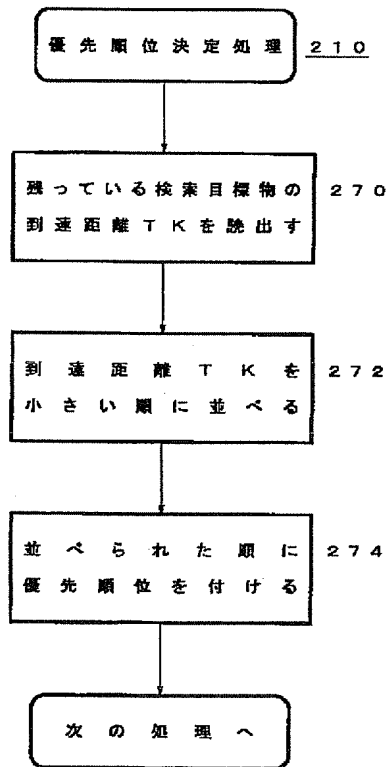 優先順位決定処理 210
残っている検索目標物の 270
到達距離TKを読出す
到達距離TKを 272
小さい順に並べる
並べられた順に 274
優先順位を付ける
次の処理へ